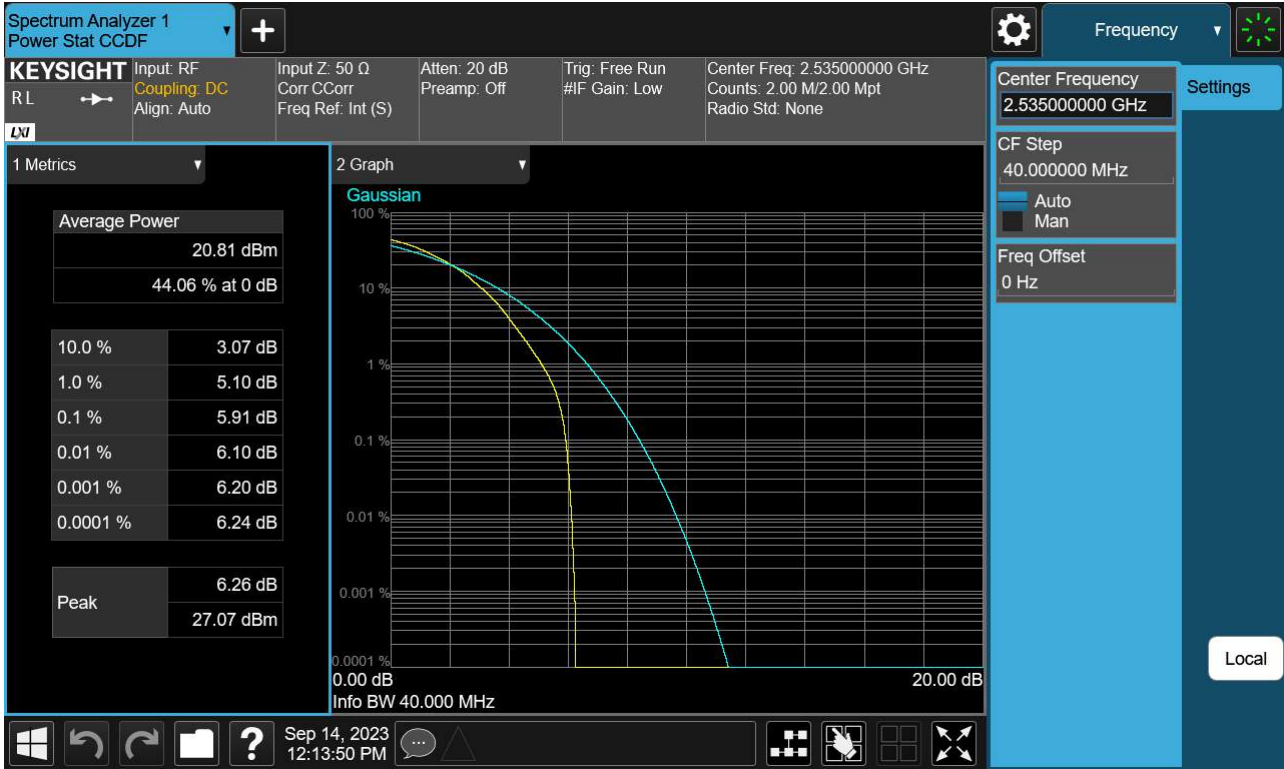 Spectrum Analyzer 1
Power Stat CCDF
+
Frequency
KEYSIGHT
RL
LXI
Input: RF
Coupling: DC
Align: Auto
Input Z: 50 Ω
Corr CCorr
Freq Ref: Int (S)
Atten: 20 dB
Preamp: Off
Trig: Free Run
#IF Gain: Low
Center Freq: 2.535000000 GHz
Counts: 2.00 M/2.00 Mpt
Radio Std: None
Center Frequency
2.535000000 GHz
Settings
CF Step
40.000000 MHz
Auto
Man
Freq Offset
0 Hz
1 Metrics
Average Power
20.81 dBm
44.06 % at 0 dB
10.0 % 3.07 dB
1.0 % 5.10 dB
0.1 % 5.91 dB
0.01 % 6.10 dB
0.001 % 6.20 dB
0.0001 % 6.24 dB
Peak
6.26 dB
27.07 dBm
2 Graph
Gaussian
100 %
10 %
1 %
0.1 %
0.01 %
0.001 %
0.0001 %
0.00 dB 20.00 dB
Info BW 40.000 MHz
Local
?
Sep 14, 2023
12:13:50 PM